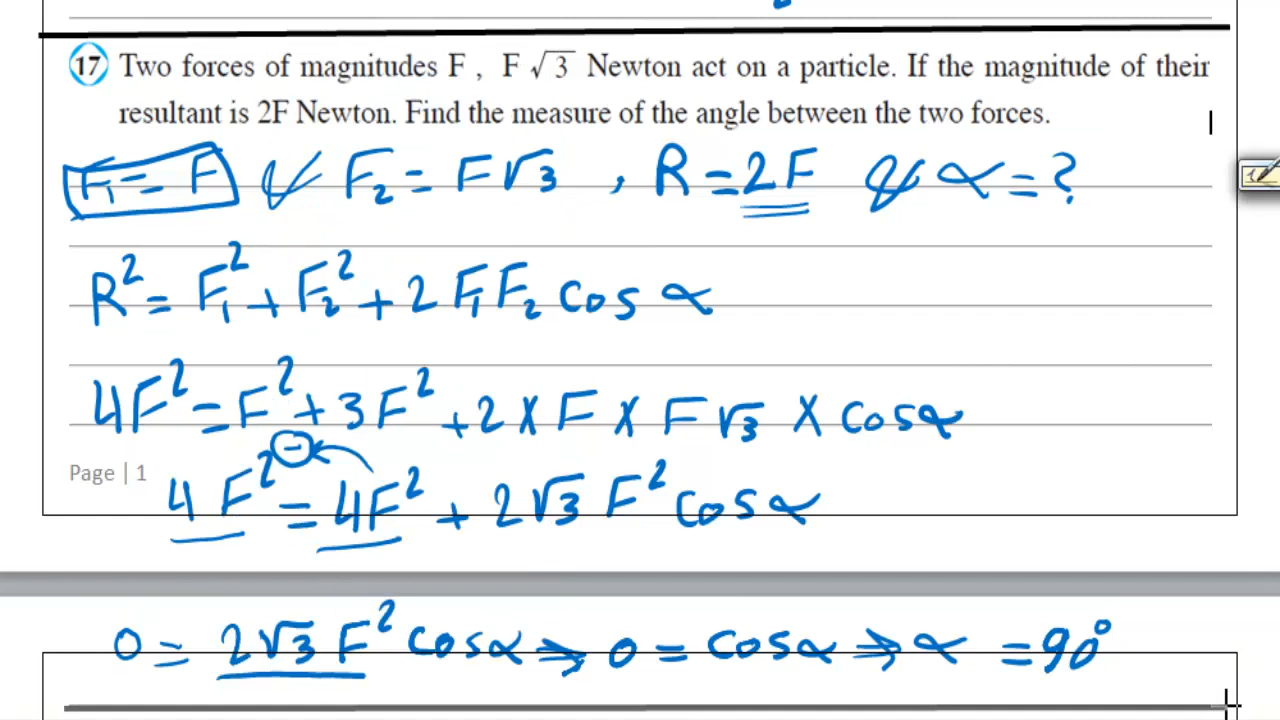 17 Two forces of magnitudes F , F √3 Newton act on a particle. If the magnitude of their
resultant is 2F Newton. Find the measure of the angle between the two forces.
F₁ = F & F₂ = F√3 , R = 2F & α = ?
R² = F₁² + F₂² + 2 F₁ F₂ cos α
4F² = F² + 3F² + 2 × F × F √3 × cos α
Page | 1
4 F² = 4F² + 2 √3 F² cos α
0 = 2 √3 F² cos α ⇒ 0 = cos α ⇒ α = 90°